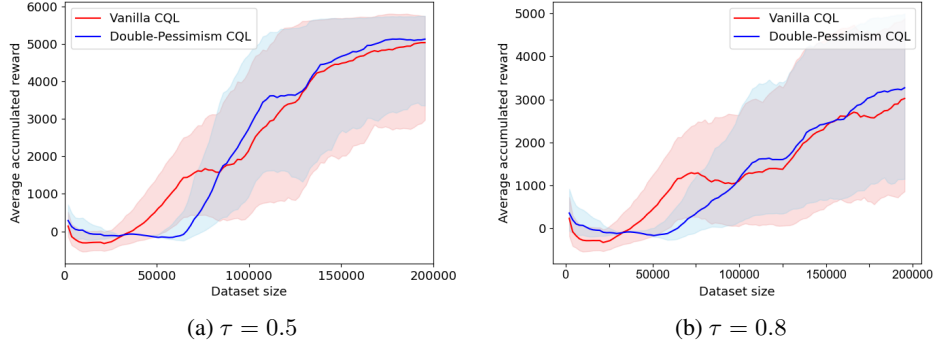 Vanilla CQL
Double-Pessimism CQL
Average accumulated reward
6000
5000
4000
3000
2000
1000
0
0
50000
100000
150000
200000
Dataset size
(a) τ = 0.5
Vanilla CQL
Double-Pessimism CQL
Average accumulated reward
5000
4000
3000
2000
1000
0
0
50000
100000
150000
200000
Dataset size
(b) τ = 0.8